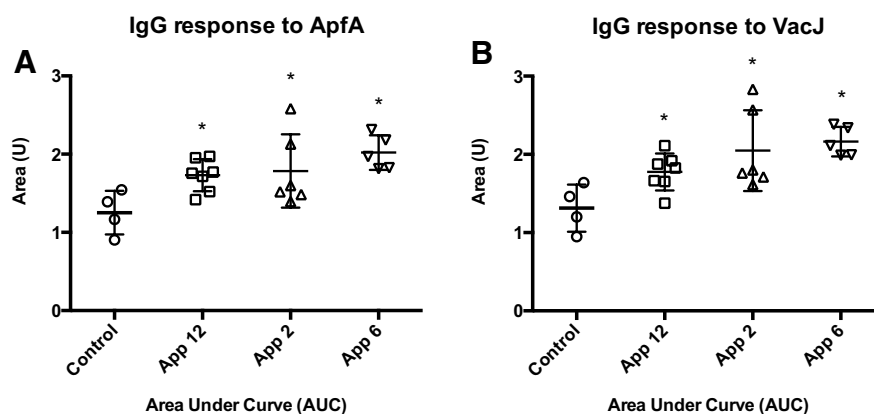 A
IgG response to ApfA
Area (U)
3
2
1
0
*
*
*
Control
App 12
App 2
App 6
Area Under Curve (AUC)
B
IgG response to VacJ
Area (U)
3
2
1
0
*
*
*
Control
App 12
App 2
App 6
Area Under Curve (AUC)